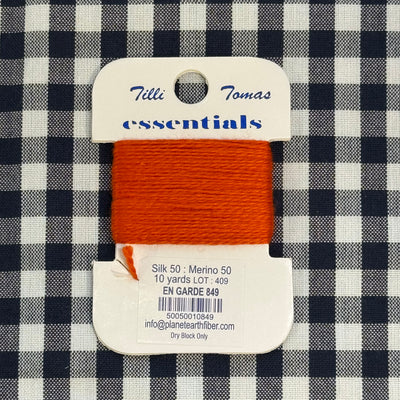 Tilli Tomas
essentials
Silk 50 : Merino 50
10 yards LOT : 409
EN GARDE 849
50050010849
info@planetearthfiber.com
Dry Block Only